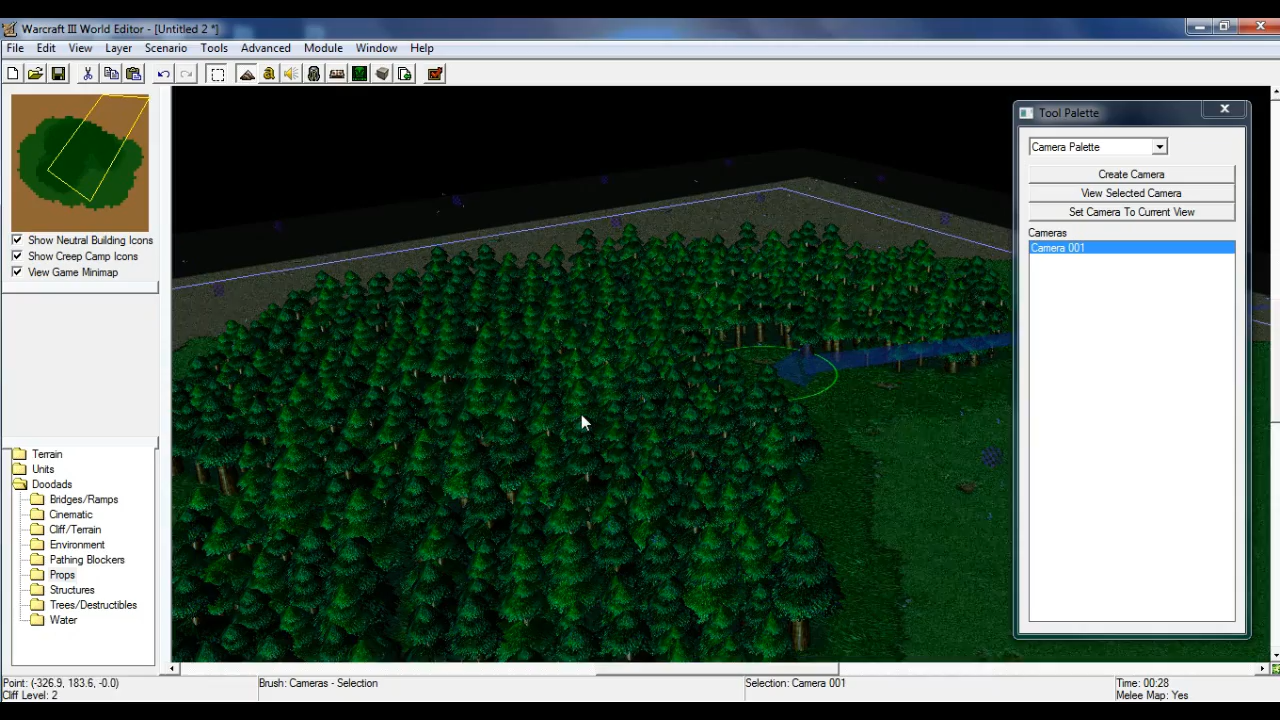 Warcraft III World Editor - [Untitled 2 *]
File Edit View Layer Scenario Tools Advanced Module Window Help
Show Neutral Building Icons
Show Creep Camp Icons
View Game Minimap
Terrain
Units
Doodads
Bridges/Ramps
Cinematic
Cliff/Terrain
Environment
Pathing Blockers
Props
Structures
Trees/Destructibles
Water
Tool Palette
Camera Palette
Create Camera
View Selected Camera
Set Camera To Current View
Cameras
Camera 001
Point: (-326.9, 183.6, -0.0)
Cliff Level: 2
Brush: Cameras - Selection
Selection: Camera 001
Time: 00:28
Melee Map: Yes